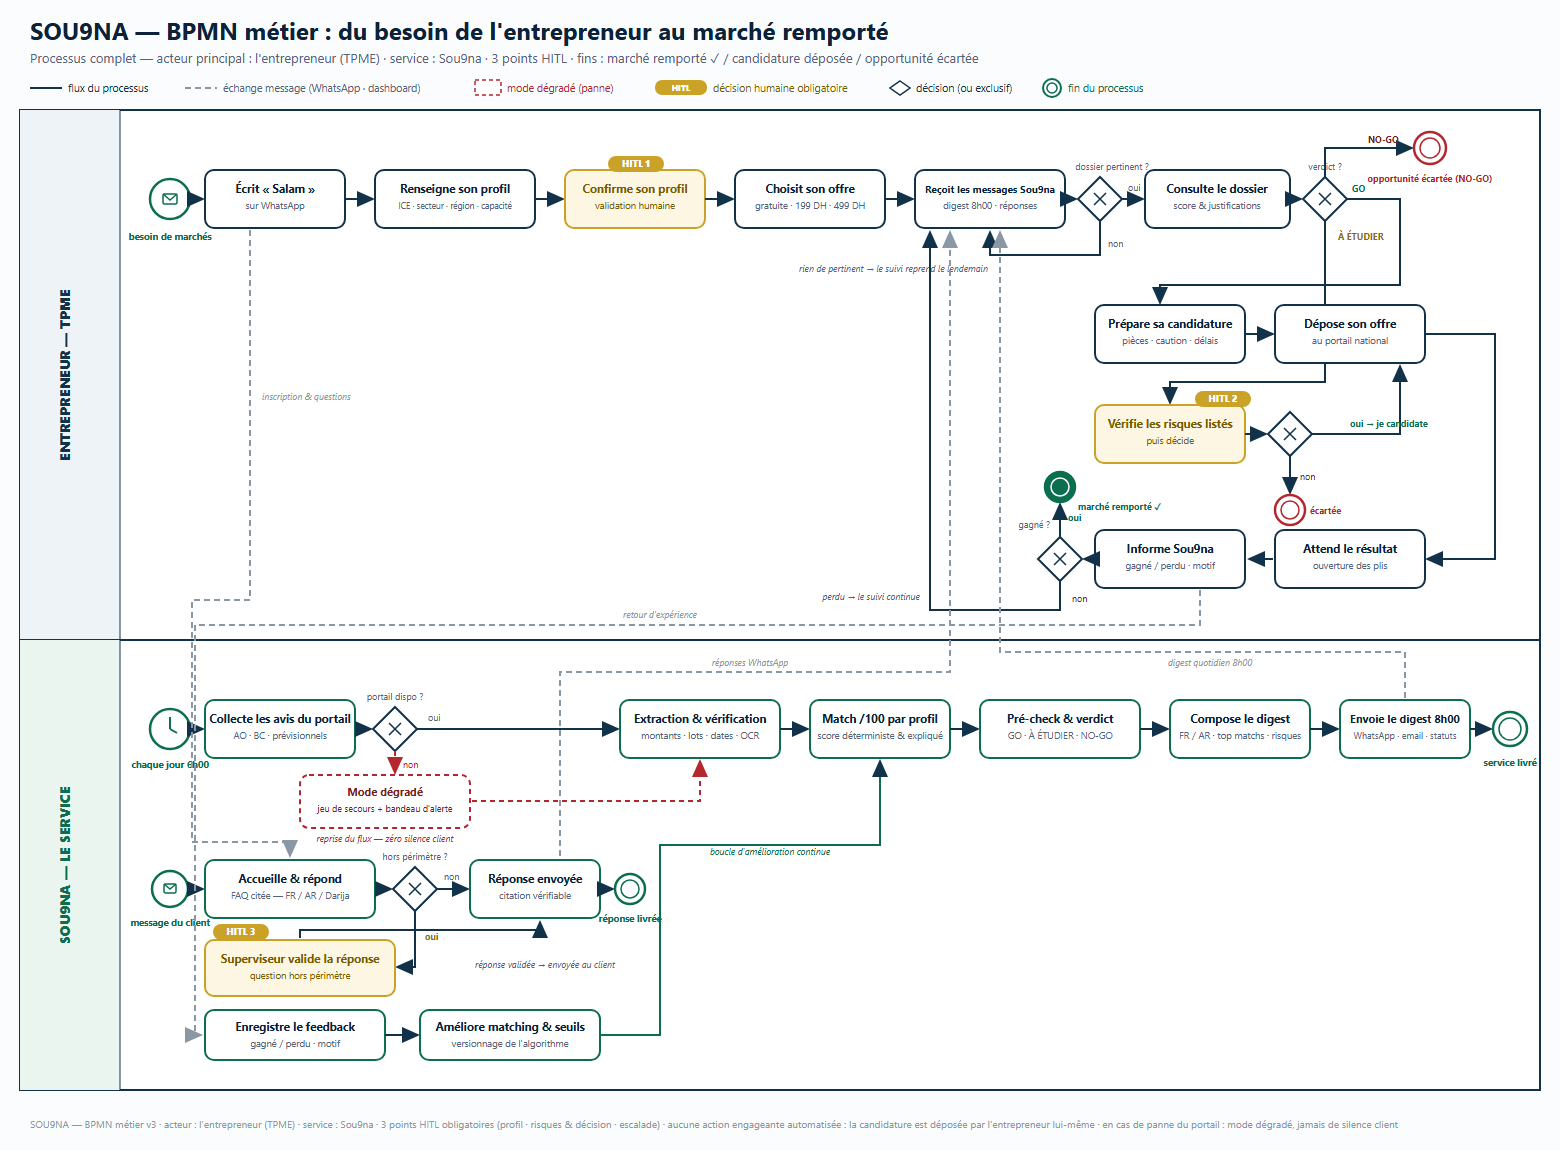 SOU9NA — BPMN métier : du besoin de l'entrepreneur au marché remporté
Processus complet — acteur principal : l'entrepreneur (TPME) · service : Sou9na · 3 points HITL · fins : marché remporté ✓ / candidature déposée / opportunité écartée
flux du processus
échange message (WhatsApp · dashboard)
mode dégradé (panne)
HITL
décision humaine obligatoire
décision (ou exclusif)
fin du processus
ENTREPRENEUR — TPME
besoin de marchés
Écrit « Salam »
sur WhatsApp
Renseigne son profil
ICE · secteur · région · capacité
HITL 1
Confirme son profil
validation humaine
Choisit son offre
gratuite · 199 DH · 499 DH
Reçoit les messages Sou9na
digest 8h00 · réponses
dossier pertinent ?
oui
non
rien de pertinent → le suivi reprend le lendemain
Consulte le dossier
score & justifications
verdict ?
NO-GO
opportunité écartée (NO-GO)
GO
À ÉTUDIER
Prépare sa candidature
pièces · caution · délais
Dépose son offre
au portail national
inscription & questions
HITL 2
Vérifie les risques listés
puis décide
oui → je candidate
non
écartée
marché remporté ✓
oui
gagné ?
Informe Sou9na
gagné / perdu · motif
Attend le résultat
ouverture des plis
non
perdu → le suivi continue
retour d'expérience
SOU9NA — LE SERVICE
réponses WhatsApp
digest quotidien 8h00
chaque jour 6h00
Collecte les avis du portail
AO · BC · prévisionnels
portail dispo ?
oui
non
Extraction & vérification
montants · lots · dates · OCR
Match /100 par profil
score déterministe & expliqué
Pré-check & verdict
GO · À ÉTUDIER · NO-GO
Compose le digest
FR / AR · top matchs · risques
Envoie le digest 8h00
WhatsApp · email · statuts
service livré
Mode dégradé
jeu de secours + bandeau d'alerte
reprise du flux — zéro silence client
boucle d'amélioration continue
message du client
Accueille & répond
FAQ citée — FR / AR / Darija
hors périmètre ?
non
oui
Réponse envoyée
citation vérifiable
réponse livrée
HITL 3
Superviseur valide la réponse
question hors périmètre
réponse validée → envoyée au client
Enregistre le feedback
gagné / perdu · motif
Améliore matching & seuils
versionnage de l'algorithme
SOU9NA — BPMN métier v3 · acteur : l'entrepreneur (TPME) · service : Sou9na · 3 points HITL obligatoires (profil · risques & décision · escalade) · aucune action engageante automatisée : la candidature est déposée par l'entrepreneur lui-même · en cas de panne du portail : mode dégradé, jamais de silence client